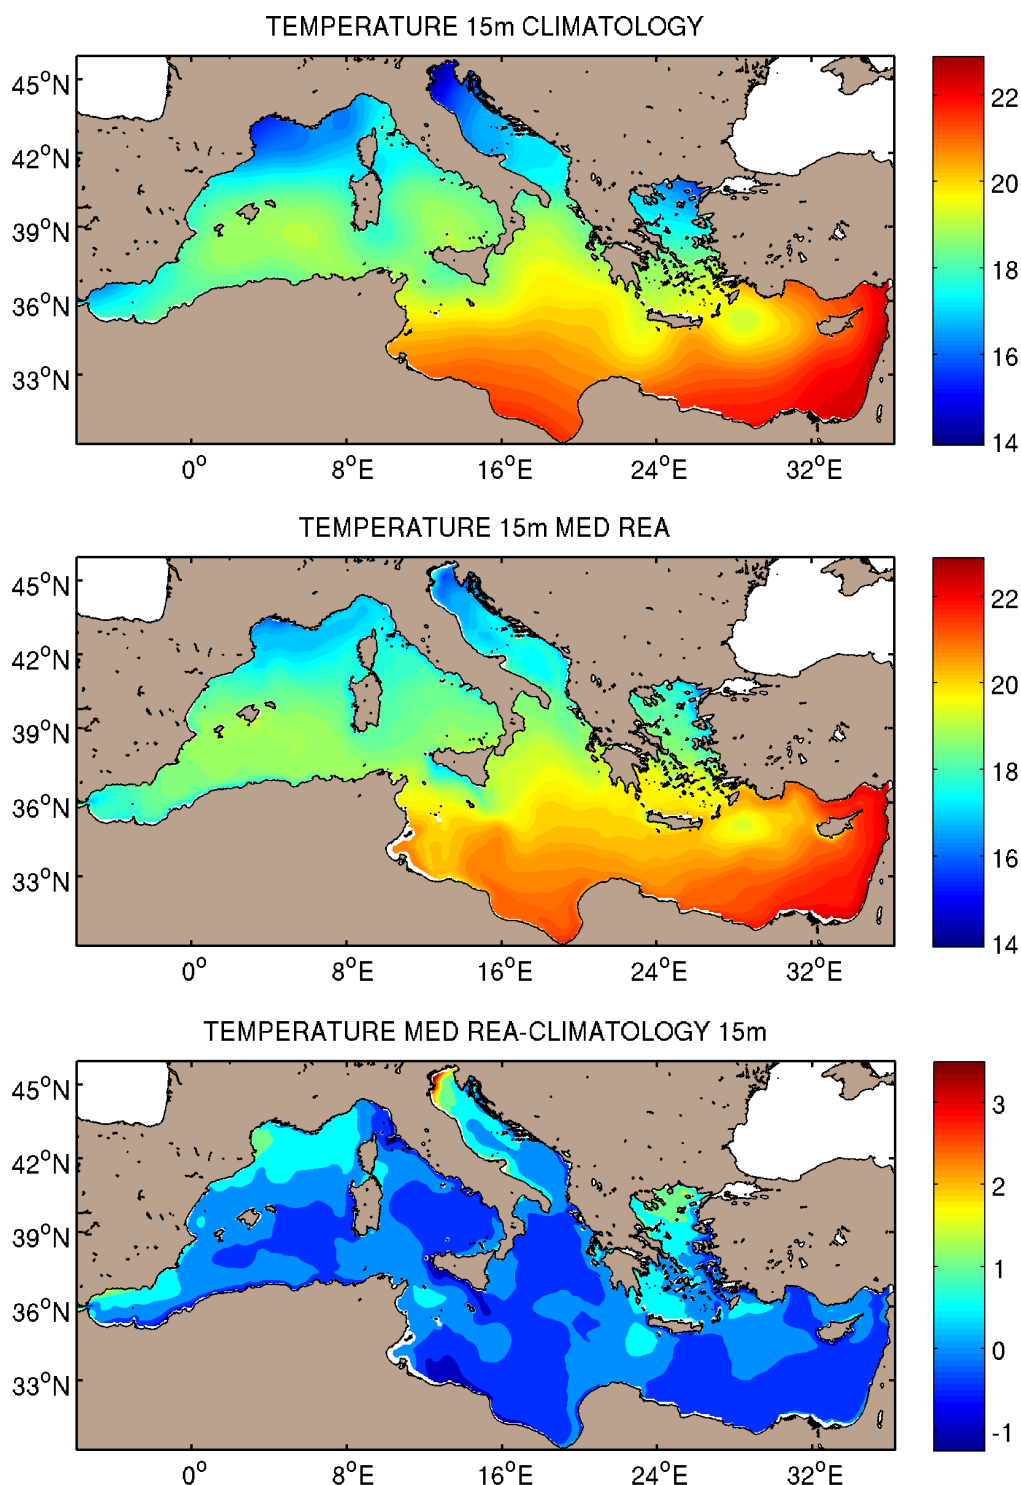 TEMPERATURE 15m CLIMATOLOGY
45°N
42°N
39°N
36°N
33°N
0°
8°E
16°E
24°E
32°E
22
20
18
16
14
TEMPERATURE 15m MED REA
45°N
42°N
39°N
36°N
33°N
0°
8°E
16°E
24°E
32°E
22
20
18
16
14
TEMPERATURE MED REA-CLIMATOLOGY 15m
45°N
42°N
39°N
36°N
33°N
0°
8°E
16°E
24°E
32°E
3
2
1
0
-1